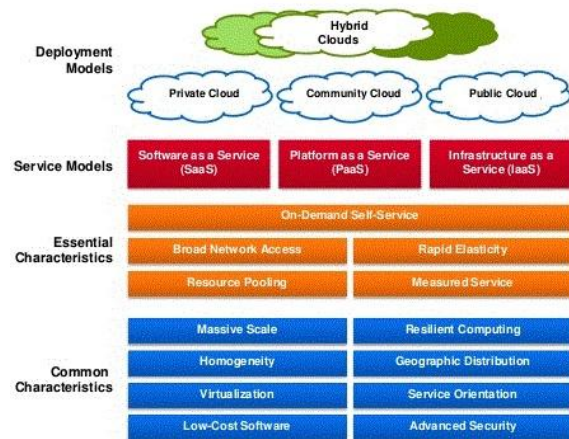 Deployment
Models
Hybrid
Clouds
Private Cloud
Community Cloud
Public Cloud
Service Models
Software as a Service
(SaaS)
Platform as a Service
(PaaS)
Infrastructure as a
Service (IaaS)
Essential
Characteristics
On-Demand Self-Service
Broad Network Access
Rapid Elasticity
Resource Pooling
Measured Service
Common
Characteristics
Massive Scale
Resilient Computing
Homogeneity
Geographic Distribution
Virtualization
Service Orientation
Low-Cost Software
Advanced Security